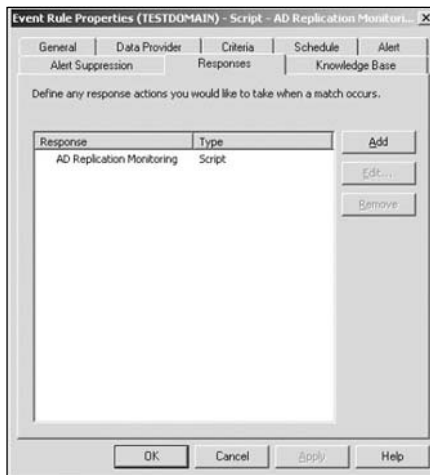 Event Rule Properties (TESTDOMAIN) - Script - AD Replication Monitori...
General Data Provider Criteria Schedule Alert
Alert Suppression Responses Knowledge Base
Define any response actions you would like to take when a match occurs.
Response Type Add
AD Replication Monitoring Script
Edit...
Remove
OK Cancel Apply Help